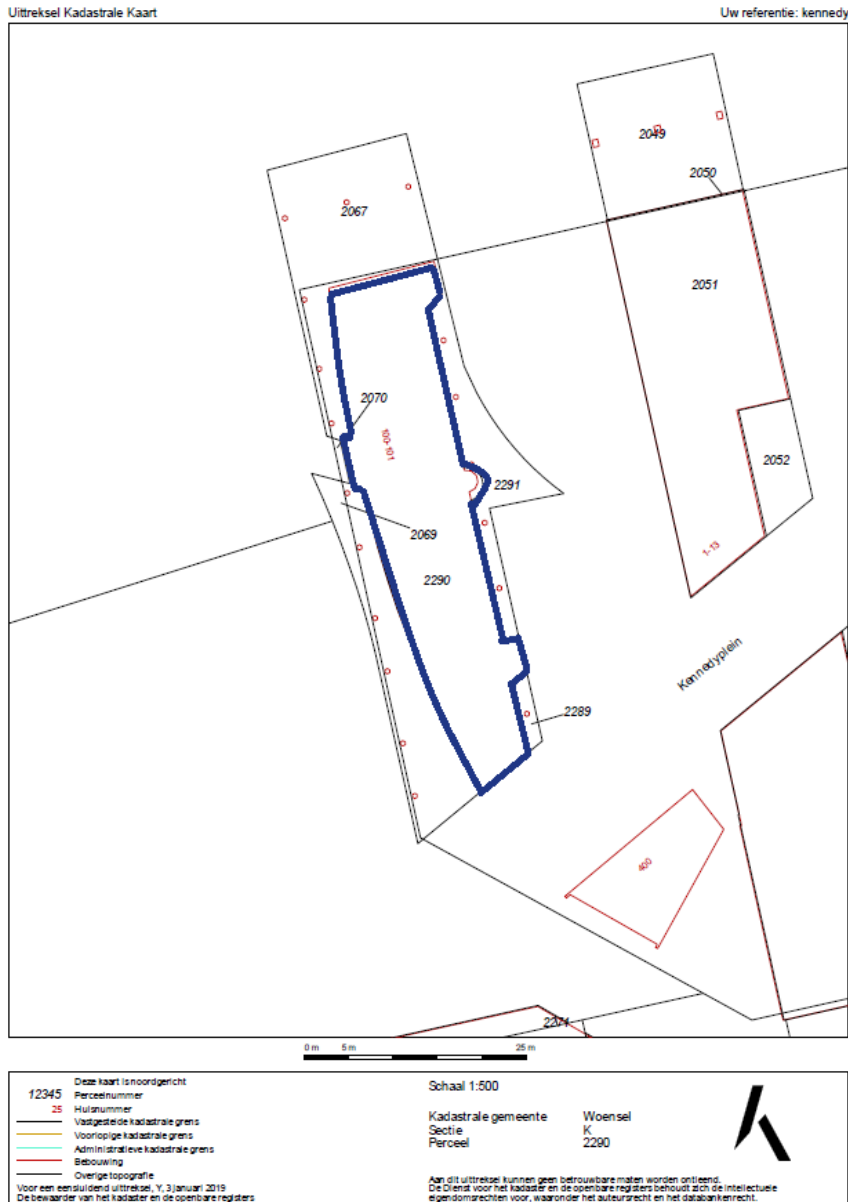 Uittreksel Kadastrale Kaart
Uw referentie: kennedy
2049
2050
2067
2051
2070
100-101
2052
2291
2069
1-13
2290
Kennedyplein
2289
400
2271
0 m 5 m 25 m
Deze kaart is noordgericht
12345 Perceelnummer
25 Huisnummer
Vastgestelde kadastrale grens
Voorlopige kadastrale grens
Administratieve kadastrale grens
Bebouwing
Overige topografie
Voor een eensluidend uittreksel, Y, 3 januari 2019
De bewaarder van het kadaster en de openbare registers
Schaal 1:500
Kadastrale gemeente Woensel
Sectie K
Perceel 2290
Aan dit uittreksel kunnen geen betrouwbare maten worden ontleend.
De Dienst voor het kadaster en de openbare registers behoudt zich de intellectuele
eigendomsrechten voor, waaronder het auteursrecht en het databankenrecht.